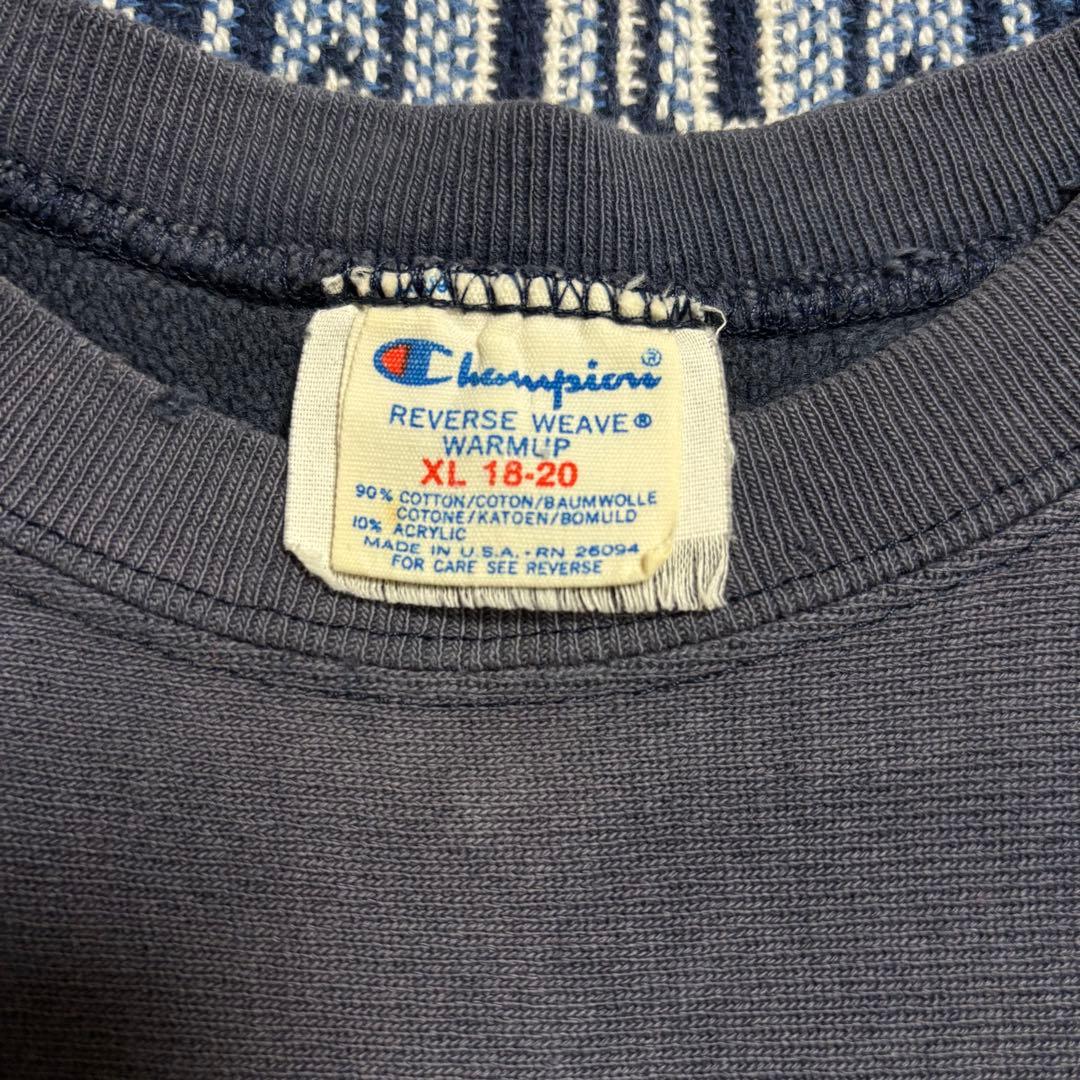 Champion®
REVERSE WEAVE®
WARMUP
XL 18-20
90% COTTON/COTON/BAUMWOLLE
COTONE/KATOEN/BOMULD
10% ACRYLIC
MADE IN U.S.A.-RN 26094
FOR CARE SEE REVERSE